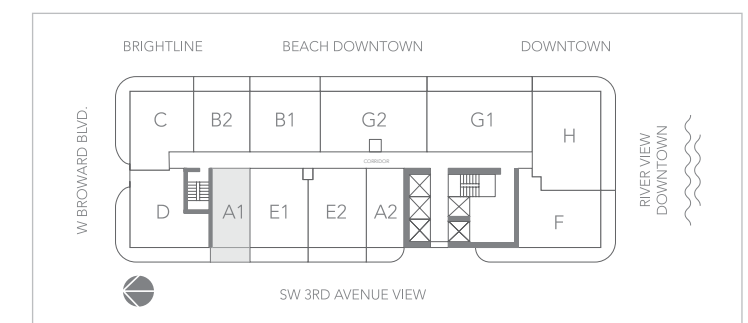 BRIGHTLINE BEACH DOWNTOWN DOWNTOWN
W BROWARD BLVD.
C B2 B1 G2 G1 H
CORRIDOR
D A1 E1 E2 A2 F
RIVER VIEW
DOWNTOWN
SW 3RD AVENUE VIEW